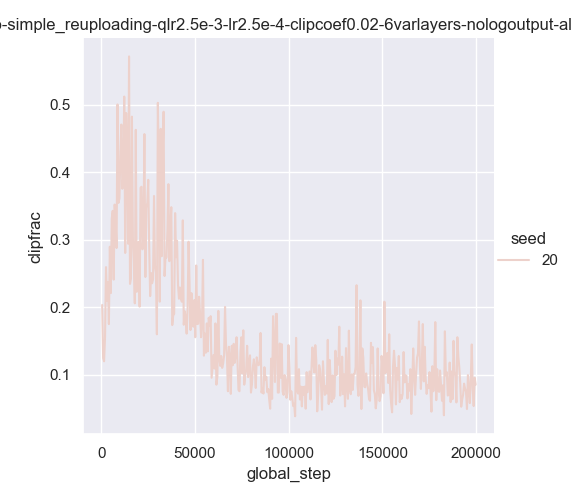 o-simple_reuploading-qlr2.5e-3-lr2.5e-4-clipcoef0.02-6varlayers-nologoutput-al
clipfrac
0.5
0.4
0.3
0.2
0.1
0
50000
100000
150000
200000
global_step
seed
20